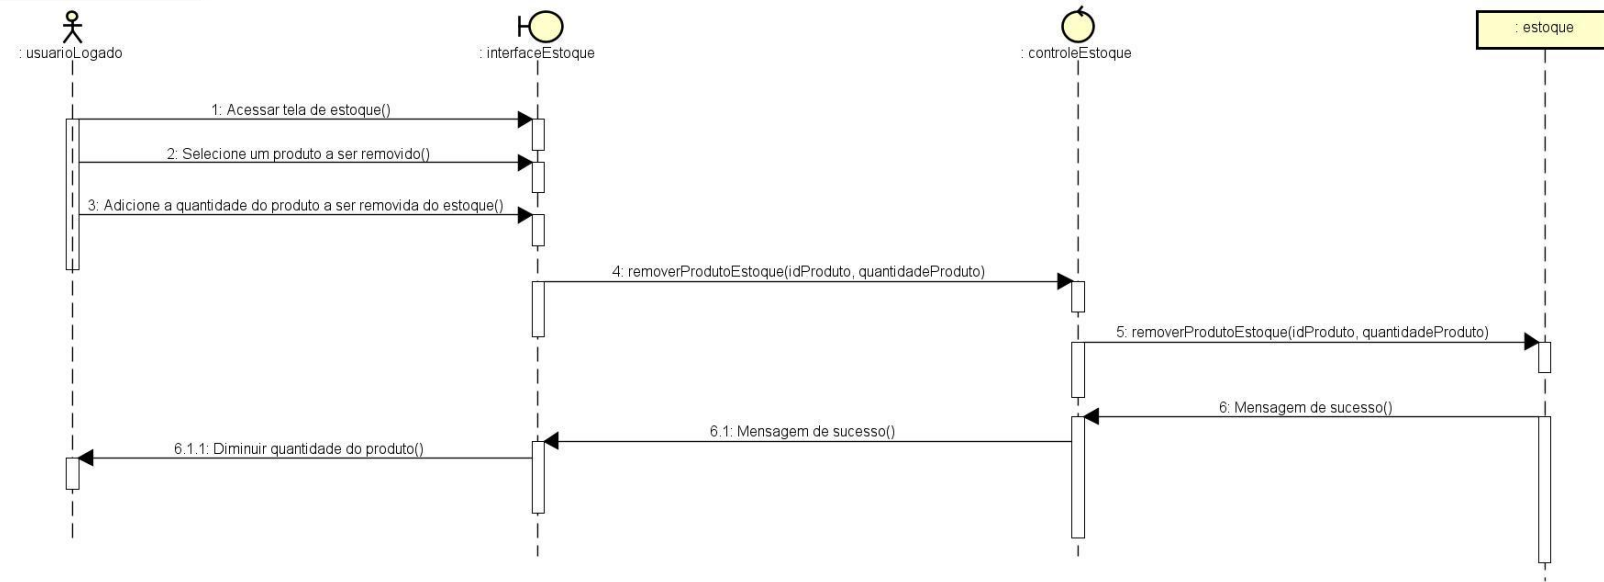 : usuarioLogado
: interfaceEstoque
: controleEstoque
: estoque
1: Acessar tela de estoque()
2: Selecione um produto a ser removido()
3: Adicione a quantidade do produto a ser removida do estoque()
4: removerProdutoEstoque(idProduto, quantidadeProduto)
5: removerProdutoEstoque(idProduto, quantidadeProduto)
6: Mensagem de sucesso()
6.1: Mensagem de sucesso()
6.1.1: Diminuir quantidade do produto()